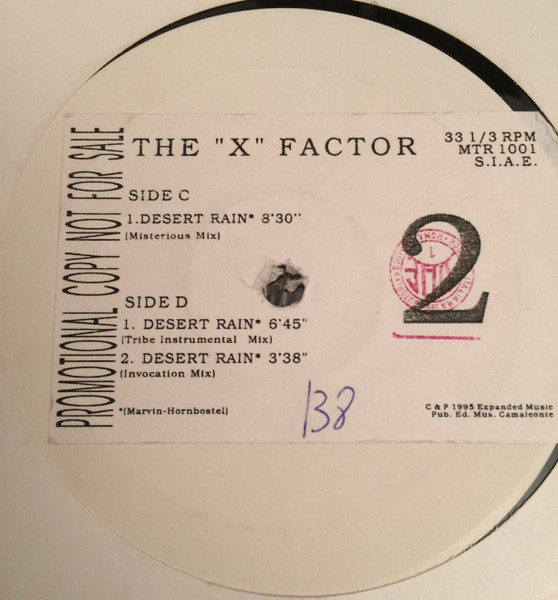 PROMOTIONAL COPY NOT FOR SALE
THE "X" FACTOR
33 1/3 RPM
MTR 1001
S.I.A.E.
SIDE C
1.DESERT RAIN* 8'30"
(Misterious Mix)
2
SIDE D
1. DESERT RAIN* 6'45"
(Tribe Instrumental Mix)
2. DESERT RAIN* 3'38"
(Invocation Mix)
*(Marvin-Hornbostel)
138
C & P 1995 Expanded Music
Pub. Ed. Mus. Camaleonte